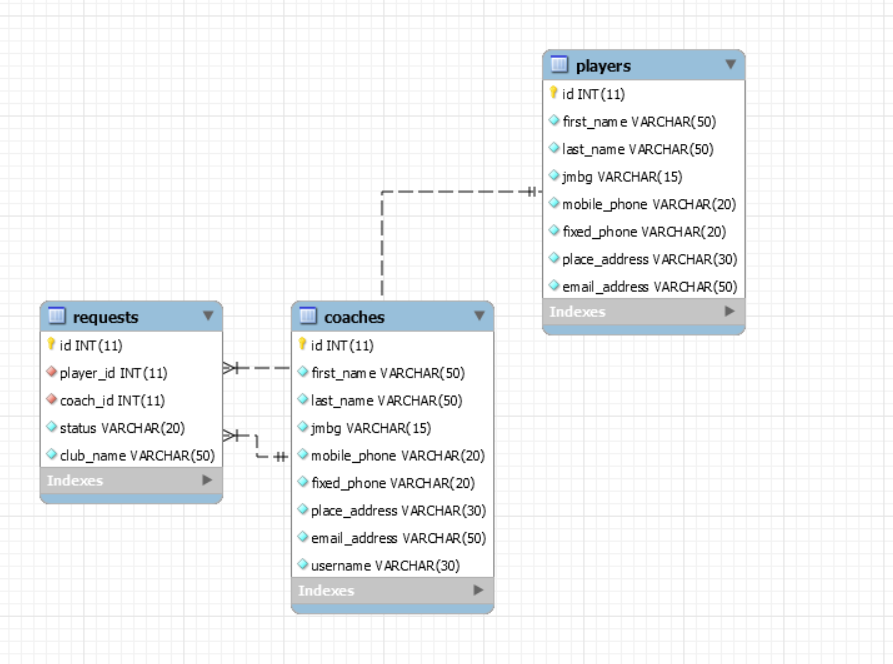 players
id INT(11)
first_name VARCHAR(50)
last_name VARCHAR(50)
jmbg VARCHAR(15)
mobile_phone VARCHAR(20)
fixed_phone VARCHAR(20)
place_address VARCHAR(30)
email_address VARCHAR(50)
Indexes
requests
id INT(11)
player_id INT(11)
coach_id INT(11)
status VARCHAR(20)
club_name VARCHAR(50)
Indexes
coaches
id INT(11)
first_name VARCHAR(50)
last_name VARCHAR(50)
jmbg VARCHAR(15)
mobile_phone VARCHAR(20)
fixed_phone VARCHAR(20)
place_address VARCHAR(30)
email_address VARCHAR(50)
username VARCHAR(30)
Indexes